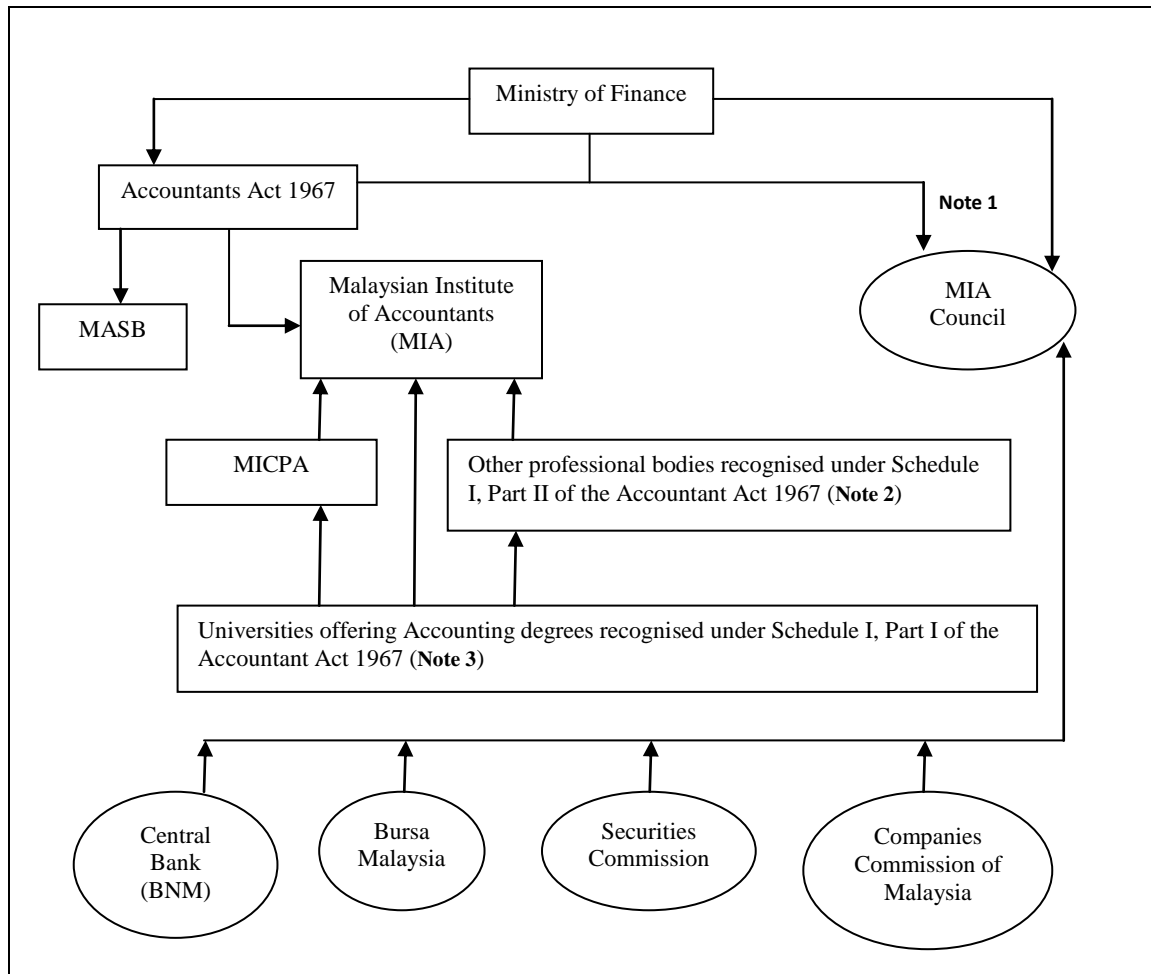 Ministry of Finance
Accountants Act 1967
Note 1
MASB
Malaysian Institute
of Accountants
(MIA)
MIA
Council
MICPA
Other professional bodies recognised under Schedule
I, Part II of the Accountant Act 1967 (Note 2)
Universities offering Accounting degrees recognised under Schedule I, Part I of the
Accountant Act 1967 (Note 3)
Central
Bank
(BNM)
Bursa
Malaysia
Securities
Commission
Companies
Commission of
Malaysia